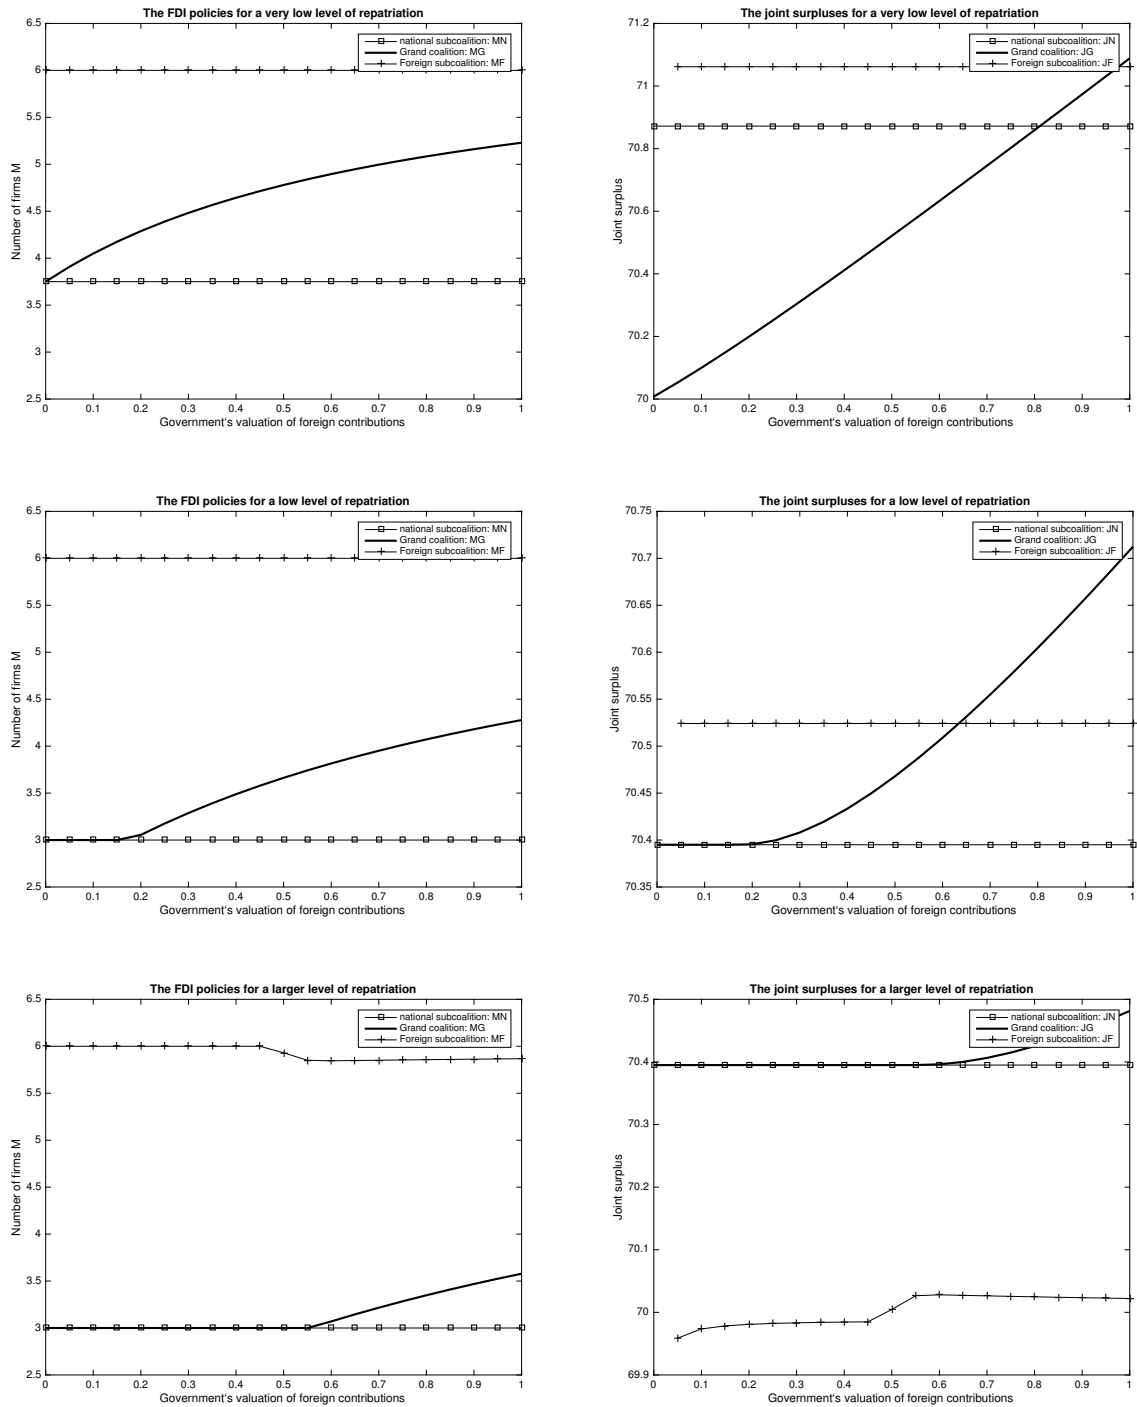 The FDI policies for a very low level of repatriation
6.5
6
5.5
5
4.5
4
3.5
3
2.5
Number of firms M
national subcoalition: MN
Grand coalition: MG
Foreign subcoalition: MF
0 0.1 0.2 0.3 0.4 0.5 0.6 0.7 0.8 0.9 1
Government's valuation of foreign contributions
The joint surpluses for a very low level of repatriation
71.2
71
70.8
70.6
70.4
70.2
70
Joint surplus
national subcoalition: JN
Grand coalition: JG
Foreign subcoalition: JF
0 0.1 0.2 0.3 0.4 0.5 0.6 0.7 0.8 0.9 1
Government's valuation of foreign contributions
The FDI policies for a low level of repatriation
6.5
6
5.5
5
4.5
4
3.5
3
2.5
Number of firms M
national subcoalition: MN
Grand coalition: MG
Foreign subcoalition: MF
0 0.1 0.2 0.3 0.4 0.5 0.6 0.7 0.8 0.9 1
Government's valuation of foreign contributions
The joint surpluses for a low level of repatriation
70.75
70.7
70.65
70.6
70.55
70.5
70.45
70.4
70.35
Joint surplus
national subcoalition: JN
Grand coalition: JG
Foreign subcoalition: JF
0 0.1 0.2 0.3 0.4 0.5 0.6 0.7 0.8 0.9 1
Government's valuation of foreign contributions
The FDI policies for a larger level of repatriation
6.5
6
5.5
5
4.5
4
3.5
3
2.5
Number of firms M
national subcoalition: MN
Grand coalition: MG
Foreign subcoalition: MF
0 0.1 0.2 0.3 0.4 0.5 0.6 0.7 0.8 0.9 1
Government's valuation of foreign contributions
The joint surpluses for a larger level of repatriation
70.5
70.4
70.3
70.2
70.1
70
69.9
Joint surplus
national subcoalition: JN
Grand coalition: JG
Foreign subcoalition: JF
0 0.1 0.2 0.3 0.4 0.5 0.6 0.7 0.8 0.9 1
Government's valuation of foreign contributions